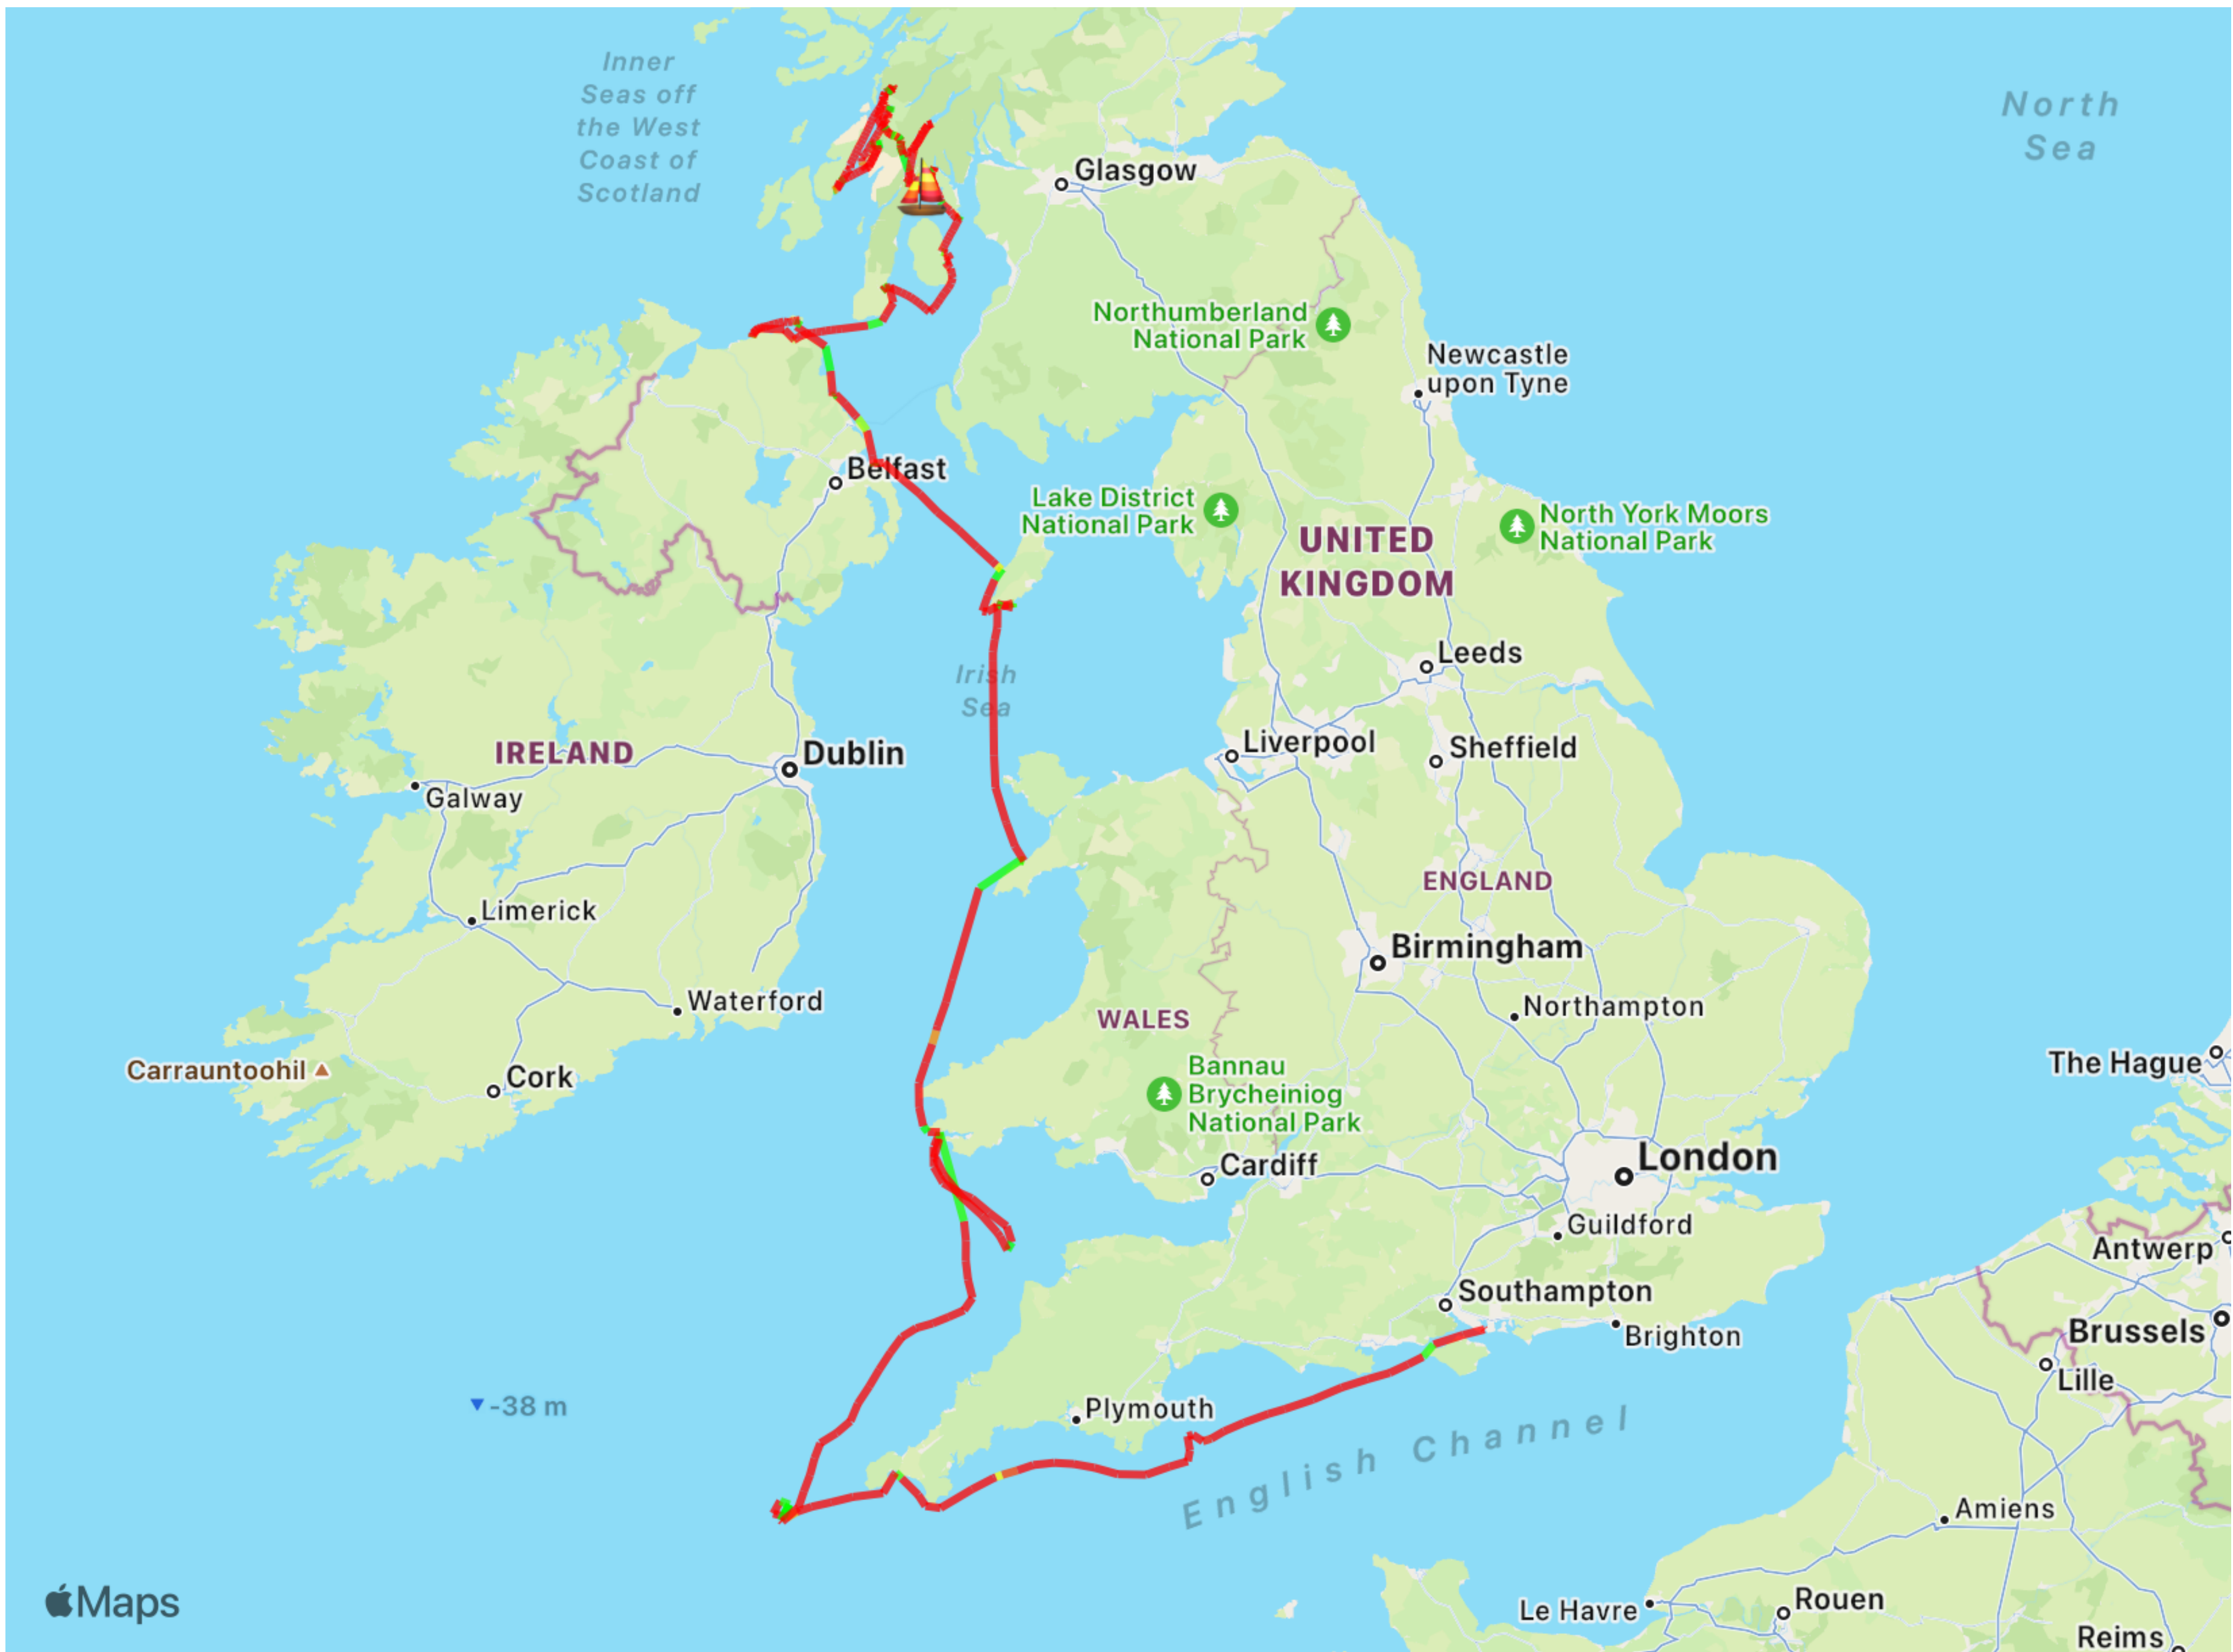 Inner
Seas off
the West
Coast of
Scotland
North
Sea
Glasgow
Northumberland
National Park
Newcastle
upon Tyne
Belfast
Lake District
National Park
North York Moors
National Park
UNITED
KINGDOM
Irish
Sea
Leeds
IRELAND
Dublin
Liverpool
Sheffield
Galway
ENGLAND
Limerick
Birmingham
Waterford
WALES
Northampton
Carrauntoohil
Cork
Bannau
Brycheiniog
National Park
The Hague
London
Cardiff
Guildford
Antwerp
Southampton
Brighton
Brussels
Lille
-38 m
Plymouth
English Channel
Amiens
Maps
Le Havre
Rouen
Reims